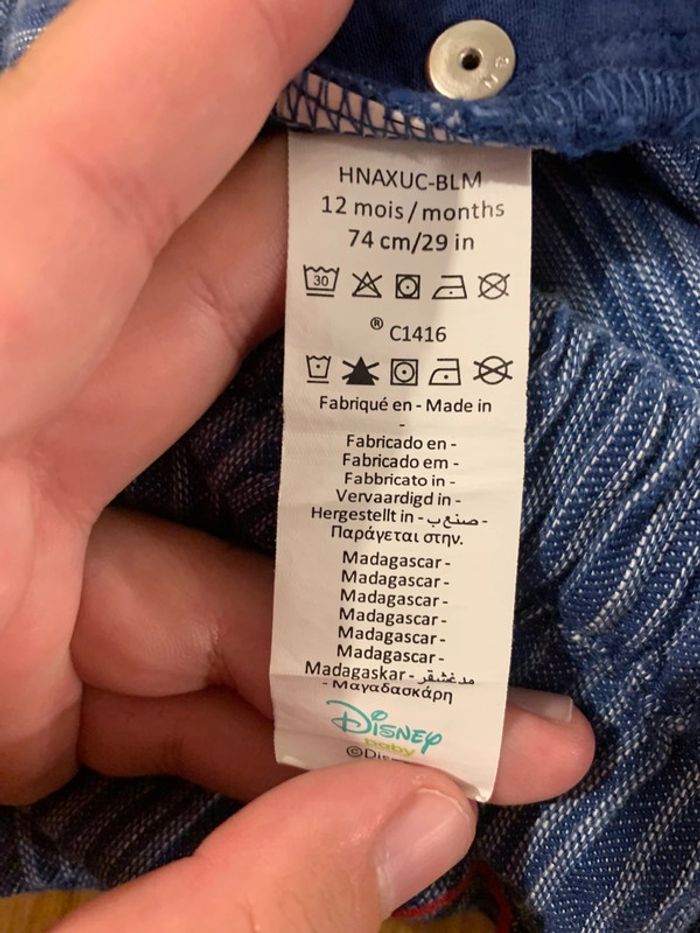 HNAXUC-BLM
12 mois/months
74 cm/29 in
30
® C1416
Fabriqué en - Made in
-
Fabricado en -
Fabricado em -
Fabbricato in -
Vervaardigd in -
Hergestellt in - صنع ب -
Παράγεται στην.
Madagascar -
Madagascar -
Madagascar -
Madagascar -
Madagascar -
Madagascar -
Madagaskar - مدغشقر
- Μαγαδασκάρη
Disney
baby